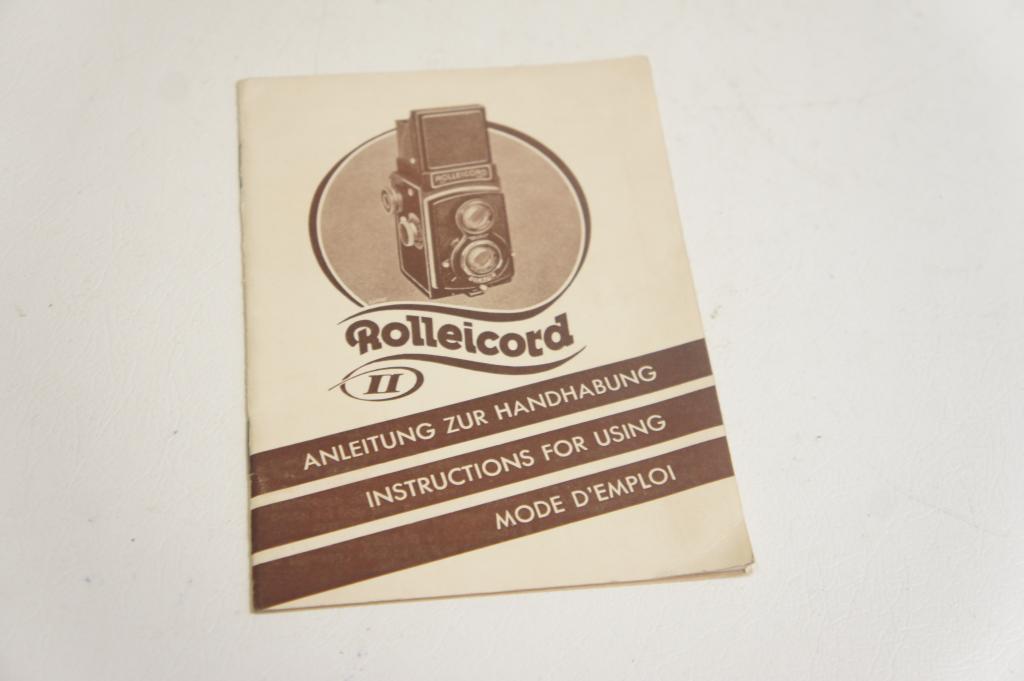 ROLLEICORD
Rolleicord
II
ANLEITUNG ZUR HANDHABUNG
INSTRUCTIONS FOR USING
MODE D'EMPLOI